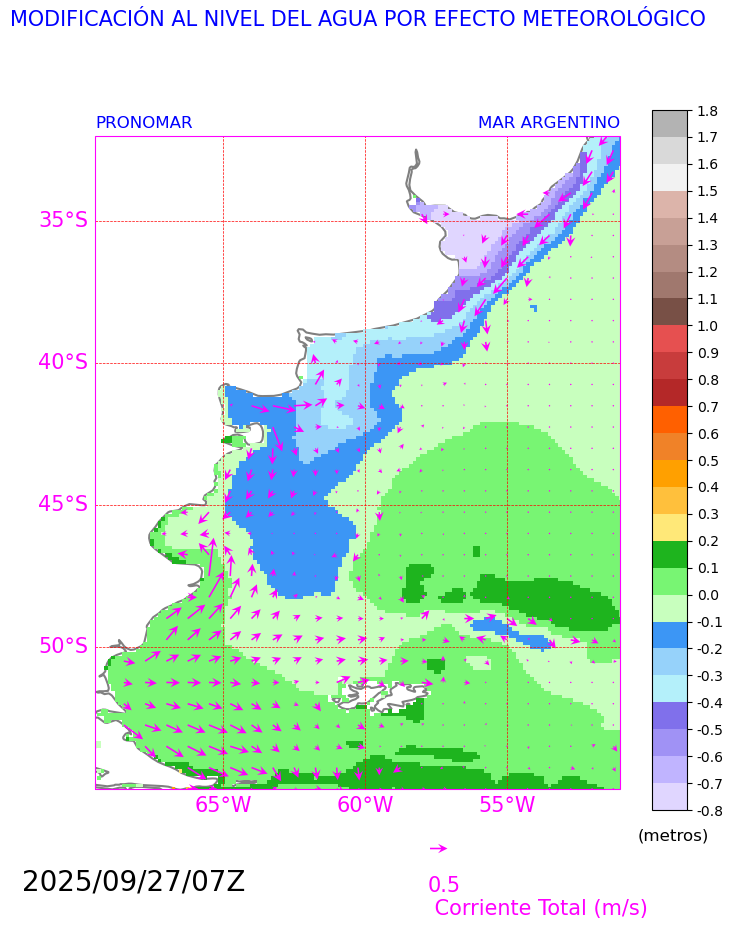 MODIFICACIÓN AL NIVEL DEL AGUA POR EFECTO METEOROLÓGICO
PRONOMAR
MAR ARGENTINO
35°S
40°S
45°S
50°S
65°W
60°W
55°W
1.8
1.7
1.6
1.5
1.4
1.3
1.2
1.1
1.0
0.9
0.8
0.7
0.6
0.5
0.4
0.3
0.2
0.1
0.0
-0.1
-0.2
-0.3
-0.4
-0.5
-0.6
-0.7
-0.8
(metros)
2025/09/27/07Z
0.5
Corriente Total (m/s)